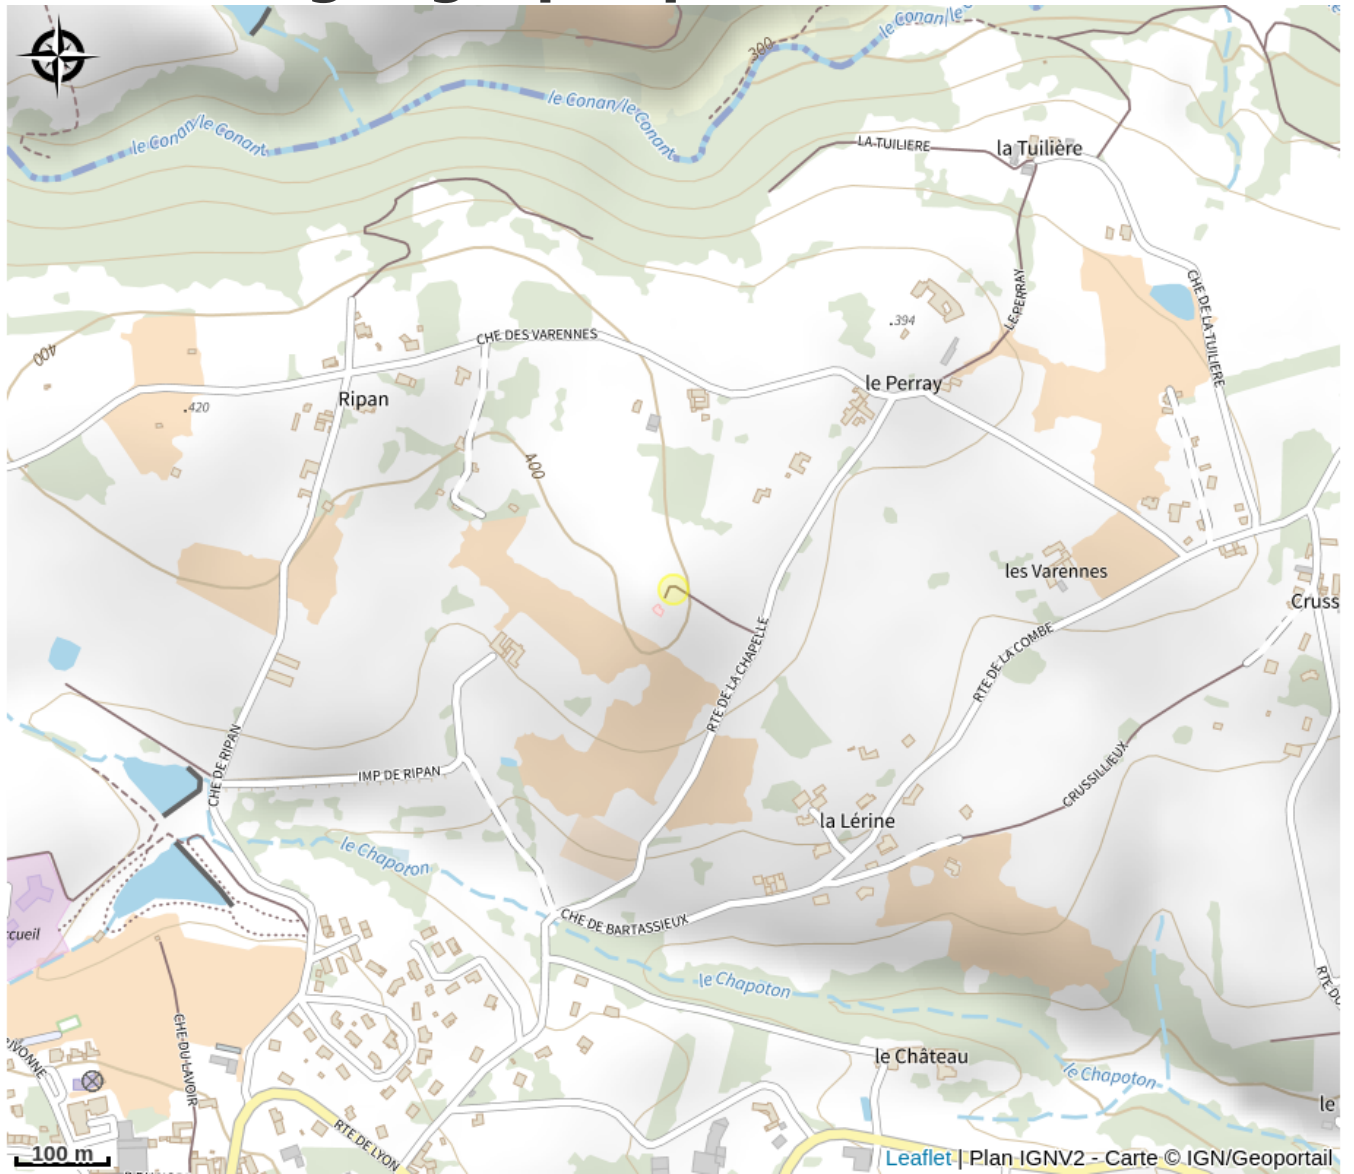 le Conan/le
300
le Conan/le Conant
le Conan/le Conant
LA TUILIERE
la Tuilière
CHE DE LA TUILIERE
LE PERRAY
.394
CHE DES VARENNES
400
le Perray
Ripan
.420
400
les Varennes
Cruss
RTE DE LA CHAPELLE
RTE DE LA COMBE
CHE DE RIPAN
IMP DE RIPAN
CRUSSILLIEUX
la Lérine
le Chapoton
CHE DE BARTASSIEUX
ccueil
le Chapoton
RTE DU
CHE DU LAVOIR
le Château
le Chapoton
le
RTE DE LYON
100 m
Leaflet | Plan IGNV2 - Carte © IGN/Geoportail